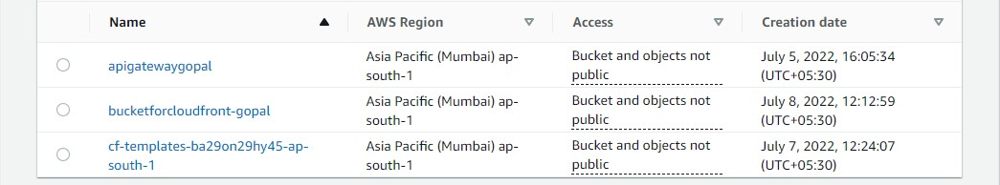 Name AWS Region Access Creation date
apigatewaygopal Asia Pacific (Mumbai) ap-south-1 Bucket and objects not public July 5, 2022, 16:05:34 (UTC+05:30)
bucketforcloudfront-gopal Asia Pacific (Mumbai) ap-south-1 Bucket and objects not public July 8, 2022, 12:12:59 (UTC+05:30)
cf-templates-ba29on29hy45-ap-south-1 Asia Pacific (Mumbai) ap-south-1 Bucket and objects not public July 7, 2022, 12:24:07 (UTC+05:30)